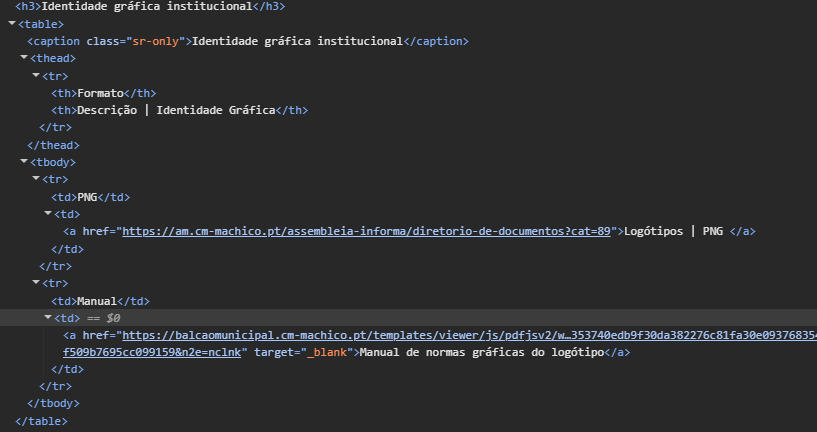 <h3>Identidade gráfica institucional</h3>
<table>
<caption class="sr-only">Identidade gráfica institucional</caption>
<thead>
<tr>
<th>Formato</th>
<th>Descrição | Identidade Gráfica</th>
</tr>
</thead>
<tbody>
<tr>
<td>PNG</td>
<td>
<a href="https://am.cm-machico.pt/assembleia-informa/diretorio-de-documentos?cat=89">Logótipos | PNG </a>
</td>
</tr>
<tr>
<td>Manual</td>
<td> == $0
<a href="https://balcaomunicipal.cm-machico.pt/templates/viewer/js/pdfjsv2/w…353740edb9f30da382276c81fa30e09376835
f509b7695cc099159&n2e=nclnk" target="_blank">Manual de normas gráficas do logótipo</a>
</td>
</tr>
</tbody>
</table>